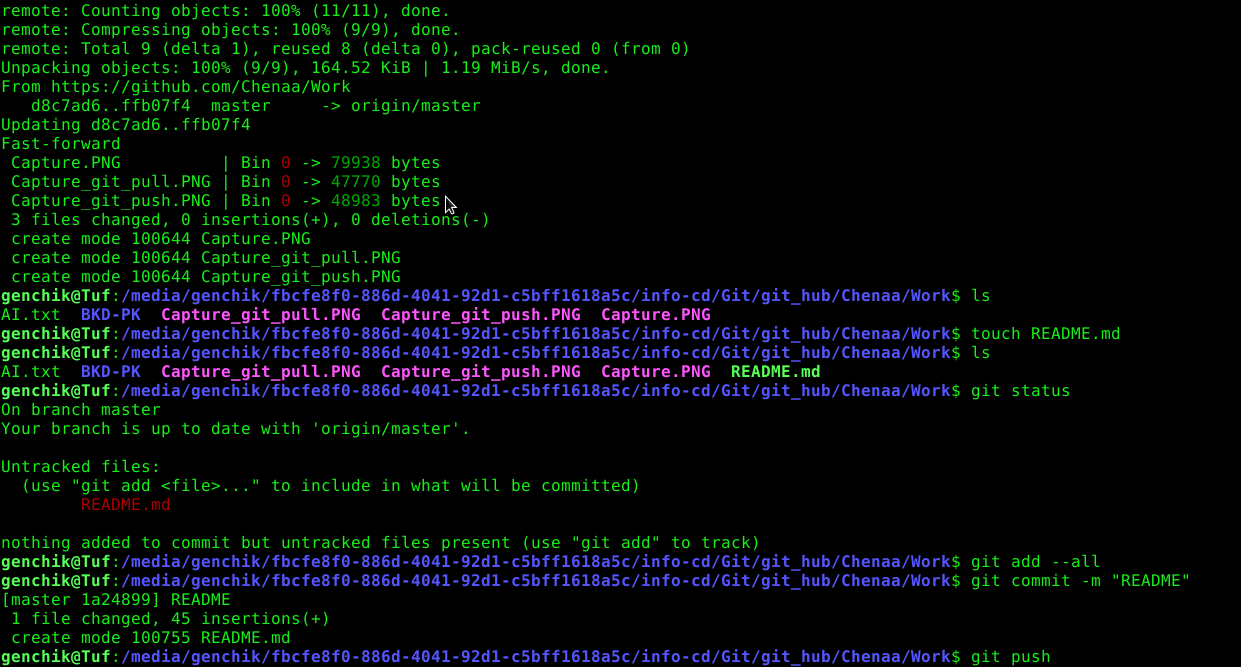 remote: Counting objects: 100% (11/11), done.
remote: Compressing objects: 100% (9/9), done.
remote: Total 9 (delta 1), reused 8 (delta 0), pack-reused 0 (from 0)
Unpacking objects: 100% (9/9), 164.52 KiB | 1.19 MiB/s, done.
From https://github.com/Chenaa/Work
   d8c7ad6..ffb07f4  master     -> origin/master
Updating d8c7ad6..ffb07f4
Fast-forward
 Capture.PNG          | Bin 0 -> 79938 bytes
 Capture_git_pull.PNG | Bin 0 -> 47770 bytes
 Capture_git_push.PNG | Bin 0 -> 48983 bytes
 3 files changed, 0 insertions(+), 0 deletions(-)
 create mode 100644 Capture.PNG
 create mode 100644 Capture_git_pull.PNG
 create mode 100644 Capture_git_push.PNG
genchik@Tuf:/media/genchik/fbcfe8f0-886d-4041-92d1-c5bff1618a5c/info-cd/Git/git_hub/Chenaa/Work$ ls
AI.txt  BKD-PK  Capture_git_pull.PNG  Capture_git_push.PNG  Capture.PNG
genchik@Tuf:/media/genchik/fbcfe8f0-886d-4041-92d1-c5bff1618a5c/info-cd/Git/git_hub/Chenaa/Work$ touch README.md
genchik@Tuf:/media/genchik/fbcfe8f0-886d-4041-92d1-c5bff1618a5c/info-cd/Git/git_hub/Chenaa/Work$ ls
AI.txt  BKD-PK  Capture_git_pull.PNG  Capture_git_push.PNG  Capture.PNG  README.md
genchik@Tuf:/media/genchik/fbcfe8f0-886d-4041-92d1-c5bff1618a5c/info-cd/Git/git_hub/Chenaa/Work$ git status
On branch master
Your branch is up to date with 'origin/master'.

Untracked files:
  (use "git add <file>..." to include in what will be committed)
        README.md

nothing added to commit but untracked files present (use "git add" to track)
genchik@Tuf:/media/genchik/fbcfe8f0-886d-4041-92d1-c5bff1618a5c/info-cd/Git/git_hub/Chenaa/Work$ git add --all
genchik@Tuf:/media/genchik/fbcfe8f0-886d-4041-92d1-c5bff1618a5c/info-cd/Git/git_hub/Chenaa/Work$ git commit -m "README"
[master 1a24899] README
 1 file changed, 45 insertions(+)
 create mode 100755 README.md
genchik@Tuf:/media/genchik/fbcfe8f0-886d-4041-92d1-c5bff1618a5c/info-cd/Git/git_hub/Chenaa/Work$ git push